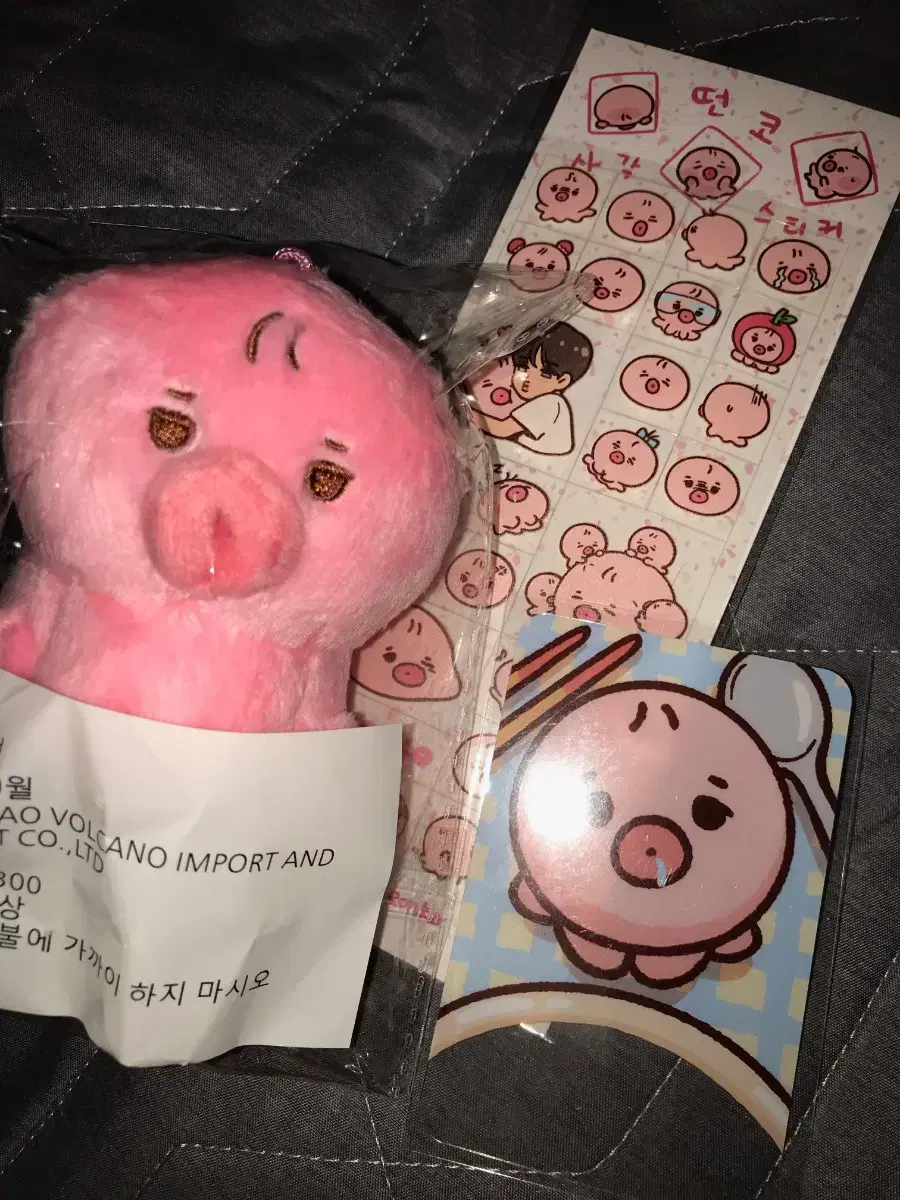 떤코
사각
스티커
월
AO VOLCANO IMPORT AND
T CO.,LTD
300
상
불에 가까이 하지 마시오